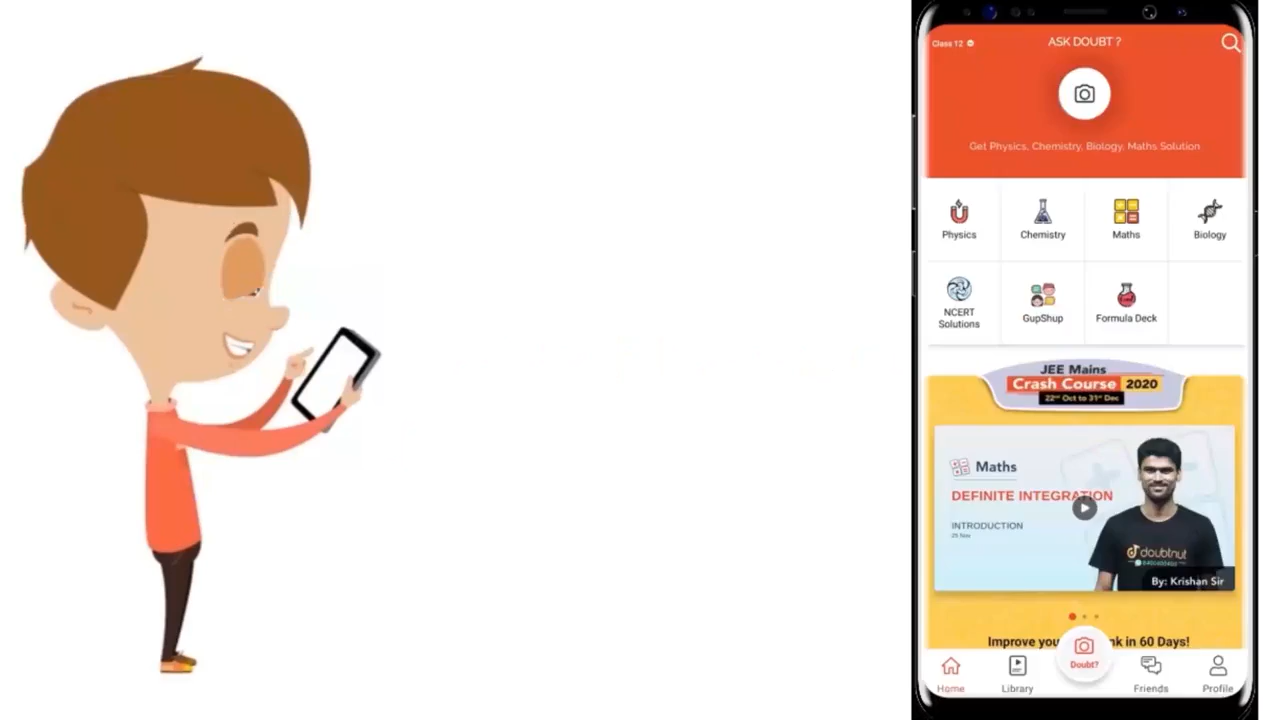 Class 12
ASK DOUBT ?
Get Physics, Chemistry, Biology, Maths Solution
Physics
Chemistry
Maths
Biology
NCERT
Solutions
GupShup
Formula Deck
JEE Mains
Crash Course 2020
22nd Oct to 31st Dec
Maths
DEFINITE INTEGRATION
INTRODUCTION
doubtnut
By: Krishan Sir
Improve your nk in 60 Days!
Doubt?
Home
Library
Friends
Profile